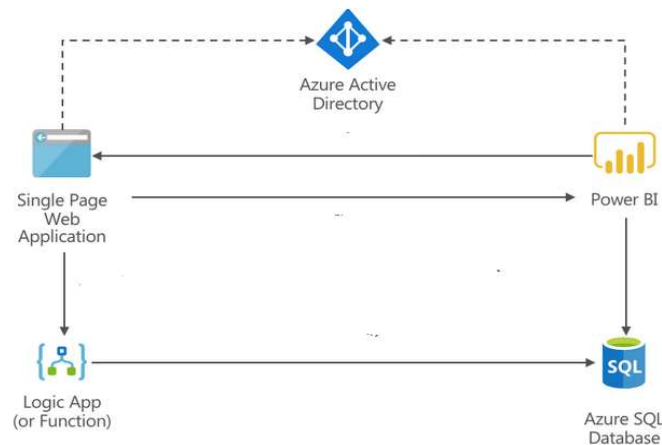 Azure Active
Directory
Single Page
Web
Application
Power BI
Logic App
(or Function)
SQL
Azure SQL
Database